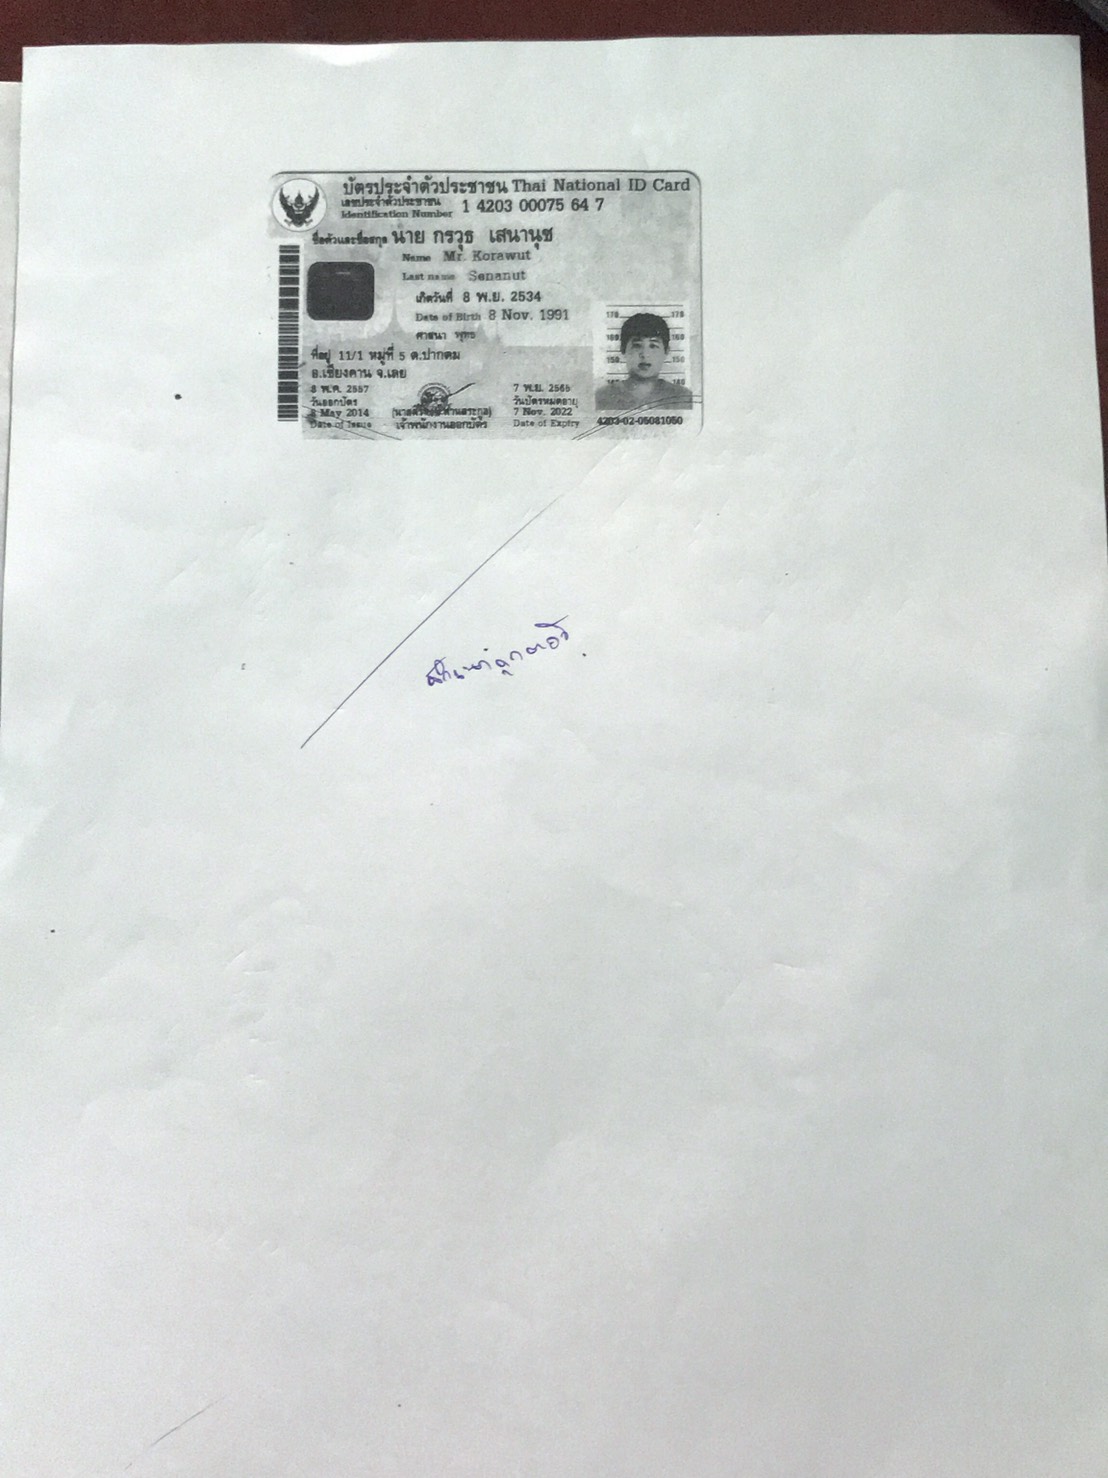 บัตรประจำตัวประชาชน Thai National ID Card
เลขประจำตัวประชาชน
Identification Number 1 4203 00075 64 7
ชื่อตัวและชื่อสกุล นาย กรวุธ เสนานุช
Name Mr. Korawut
Last name Senanut
เกิดวันที่ 8 พ.ย. 2534
Date of Birth 8 Nov. 1991
ศาสนา พุทธ
ที่อยู่ 11/1 หมู่ที่ 5 ต.ปากตม
อ.เชียงคาน จ.เลย
8 พ.ค. 2557
วันออกบัตร
8 May 2014
Date of Issue
เจ้าพนักงานออกบัตร
7 พ.ย. 2565
วันบัตรหมดอายุ
7 Nov. 2022
Date of Expiry
170 170
160 160
150 150
140 140
4203-02-05081050
สำเนาถูกต้อง